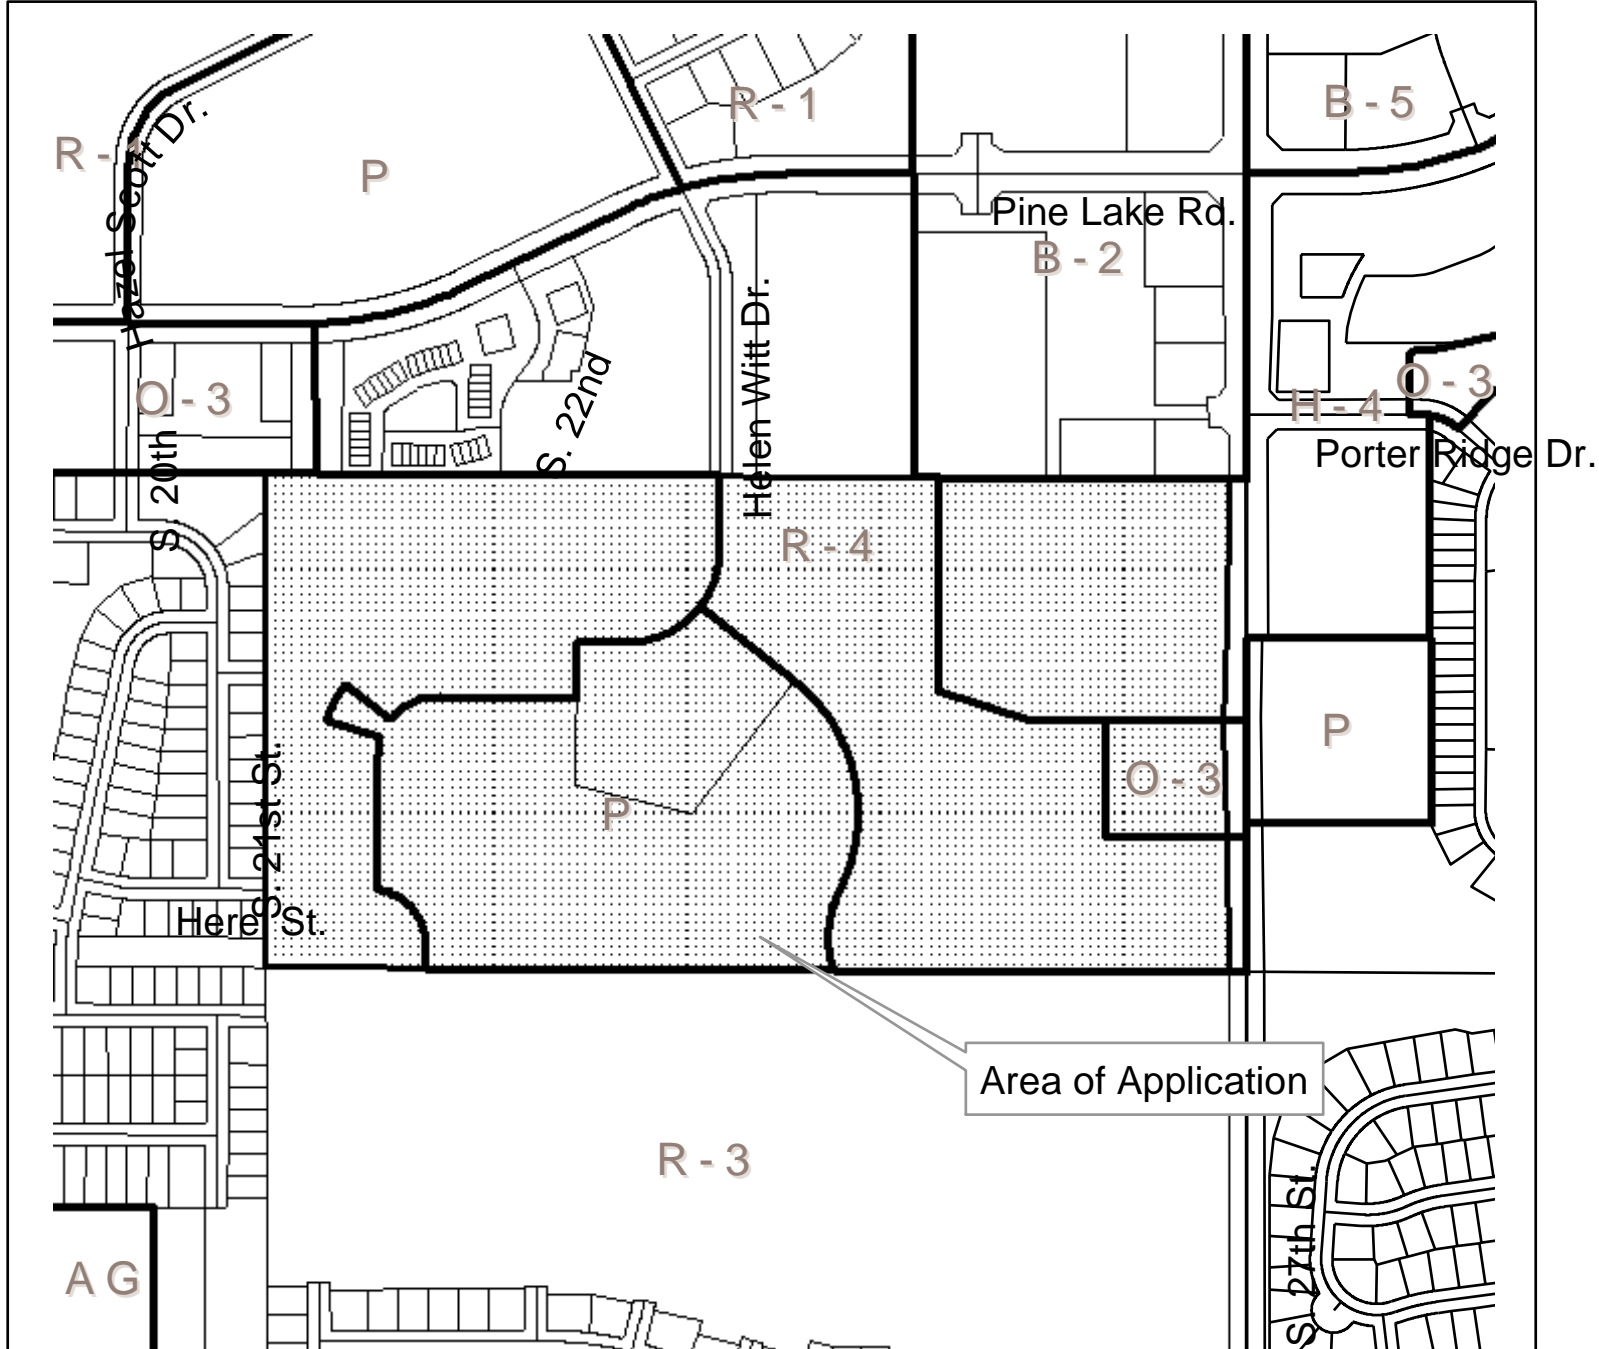 R - 1
B - 5
R - 1
Hazel Scott Dr.
P
Pine Lake Rd.
B - 2
Helen Witt Dr.
S. 22nd
O - 3
O - 3
H - 4
Porter Ridge Dr.
S. 20th
R - 4
P
O - 3
P
S. 21st St.
Here St.
Area of Application
R - 3
S. 27th St.
A G